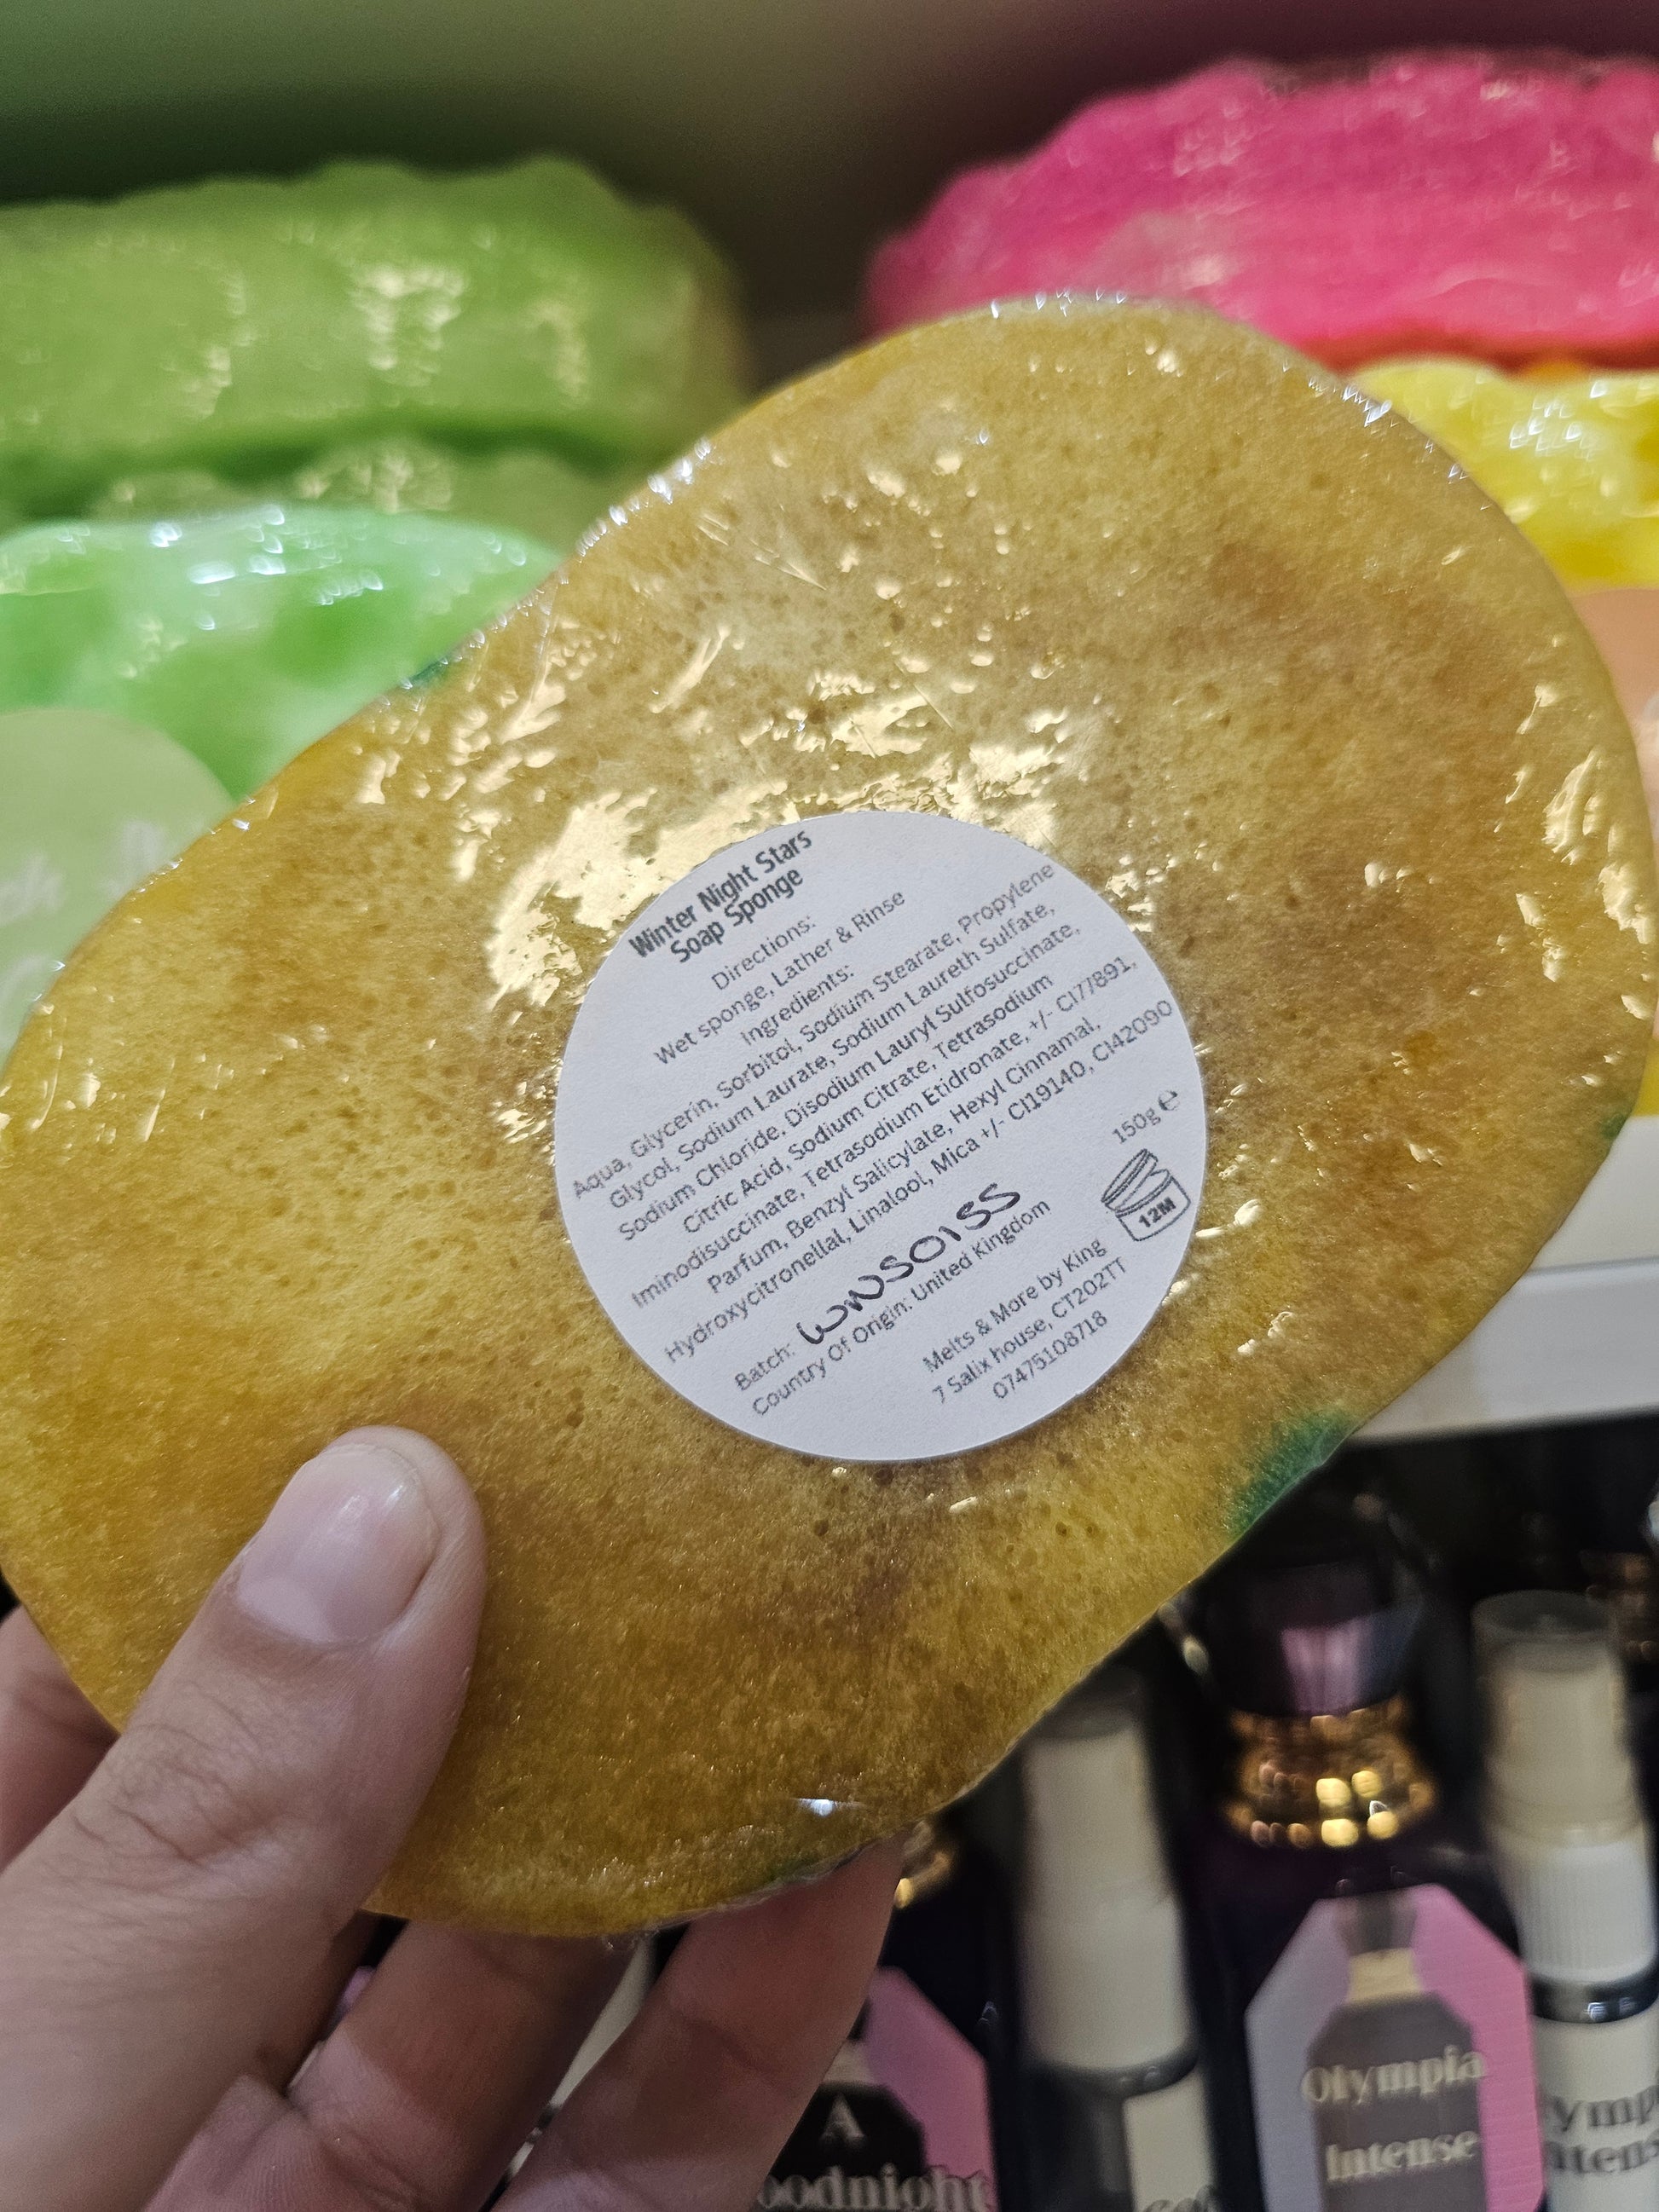 Winter Night Stars
Soap Sponge
Directions:
Wet sponge, Lather & Rinse
Ingredients:
Aqua, Glycerin, Sorbitol, Sodium Stearate, Propylene
Glycol, Sodium Laurate, Sodium Laureth Sulfate,
Sodium Chloride, Disodium Lauryl Sulfosuccinate,
Citric Acid, Sodium Citrate, Tetrasodium
Iminodisuccinate, Tetrasodium Etidronate, +/- CI77891,
Parfum, Benzyl Salicylate, Hexyl Cinnamal,
Hydroxycitronellal, Linalool, Mica +/- CI19140, CI42090
150g e
Batch: WNSO1SS
Country Of Origin: United Kingdom
12M
Melts & More by King
7 Salix house, CT202TT
07475108718
Olympia
Intense
A